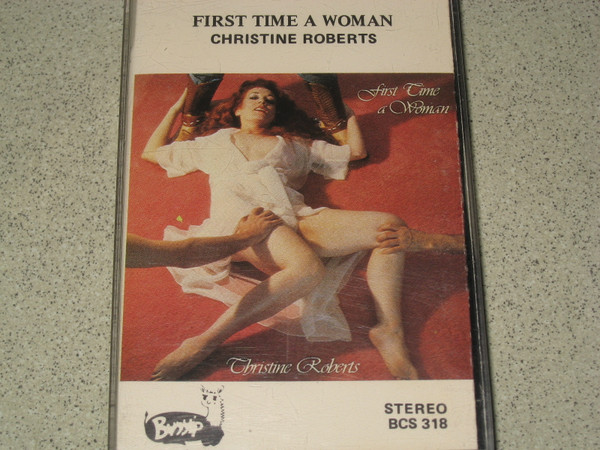 FIRST TIME A WOMAN
CHRISTINE ROBERTS
First Time
a Woman
Christine Roberts
STEREO
BCS 318